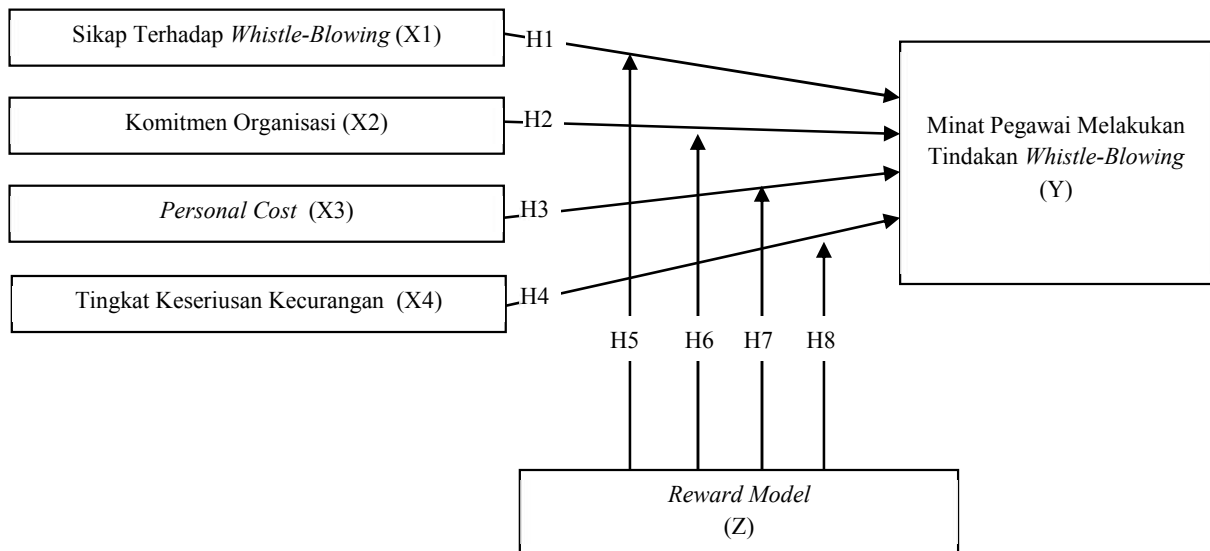 Sikap Terhadap Whistle-Blowing (X1)
H1
Komitmen Organisasi (X2)
H2
Personal Cost (X3)
H3
Tingkat Keseriusan Kecurangan (X4)
H4
Minat Pegawai Melakukan
Tindakan Whistle-Blowing
(Y)
H5
H6
H7
H8
Reward Model
(Z)